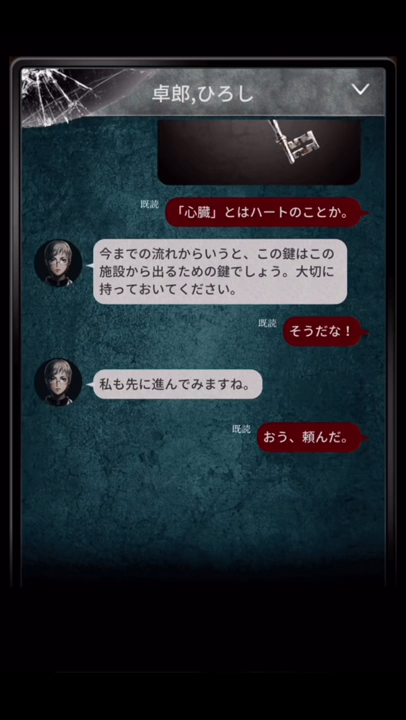 卓郎,ひろし
既読
「心臓」とはハートのことか。
今までの流れからいうと、この鍵はこの
施設から出るための鍵でしょう。大切に
持っておいてください。
既読
そうだな！
私も先に進んでみますね。
既読
おう、頼んだ。